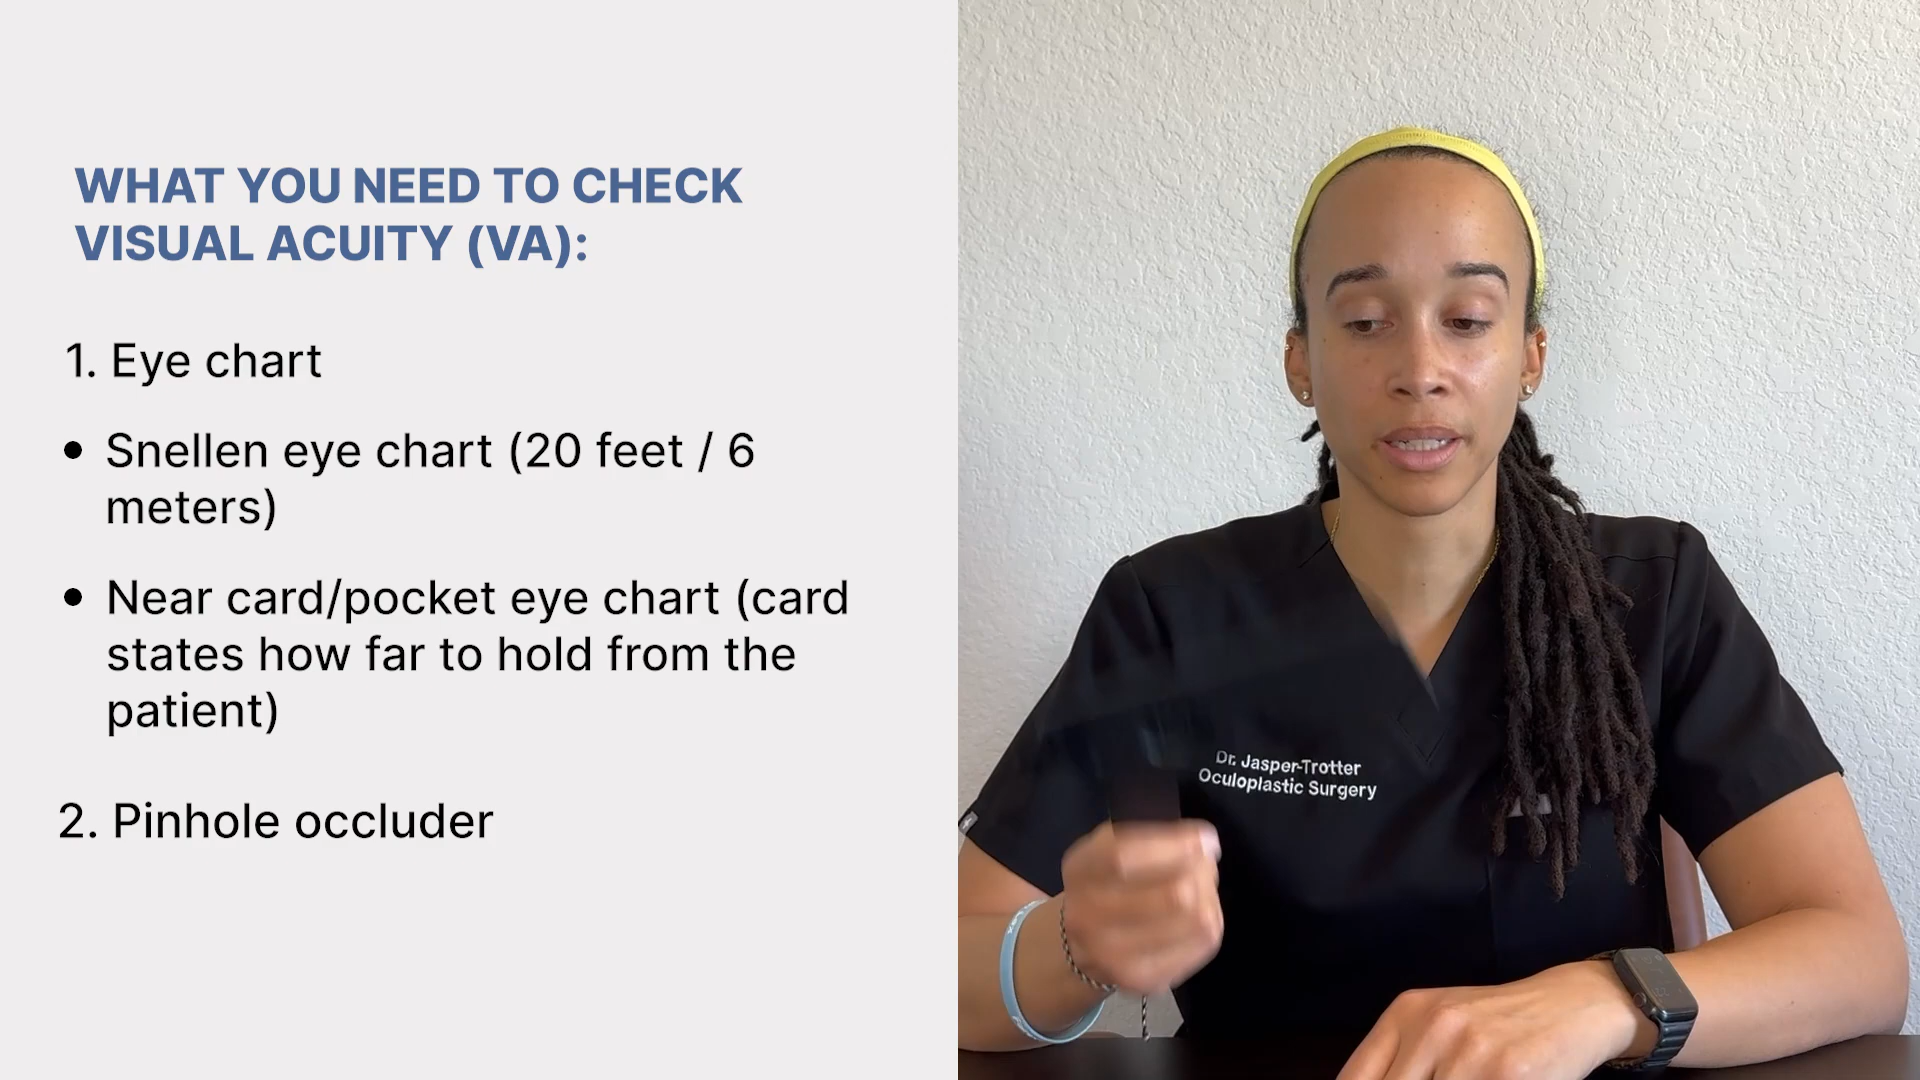 WHAT YOU NEED TO CHECK
VISUAL ACUITY (VA):
1. Eye chart
• Snellen eye chart (20 feet / 6
meters)
• Near card/pocket eye chart (card
states how far to hold from the
patient)
2. Pinhole occluder
Dr. Jasper-Trotter
Oculoplastic Surgery